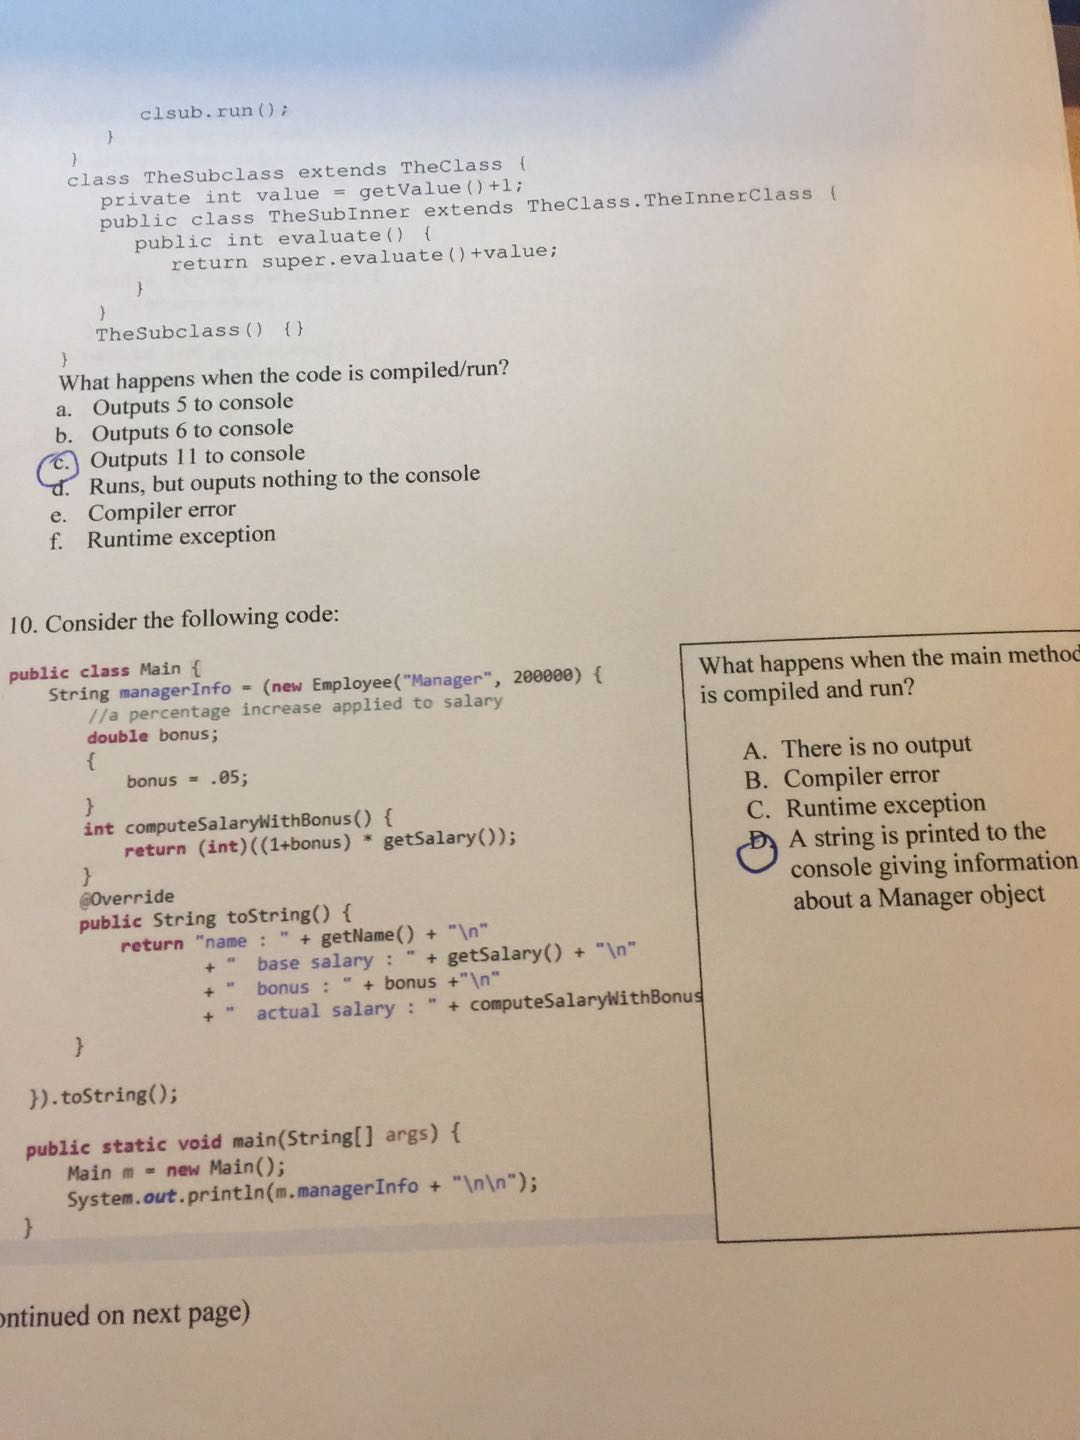 clsub.run();
}
}
class TheSubclass extends TheClass {
private int value = getValue()+1;
public class TheSubInner extends TheClass.TheInnerClass {
public int evaluate() {
return super.evaluate()+value;
}
}
TheSubclass() {}
}
What happens when the code is compiled/run?
a. Outputs 5 to console
b. Outputs 6 to console
c. Outputs 11 to console
d. Runs, but ouputs nothing to the console
e. Compiler error
f. Runtime exception
10. Consider the following code:
public class Main {
String managerInfo = (new Employee("Manager", 200000) {
//a percentage increase applied to salary
double bonus;
{
bonus = .05;
}
int computeSalaryWithBonus() {
return (int)((1+bonus) * getSalary());
}
@Override
public String toString() {
return "name : " + getName() + "\n"
+ " base salary : " + getSalary() + "\n"
+ " bonus : " + bonus +"\n"
+ " actual salary : " + computeSalaryWithBonus
}
}).toString();
public static void main(String[] args) {
Main m = new Main();
System.out.println(m.managerInfo + "\n\n");
}
What happens when the main method
is compiled and run?
A. There is no output
B. Compiler error
C. Runtime exception
D. A string is printed to the
console giving information
about a Manager object
ontinued on next page)